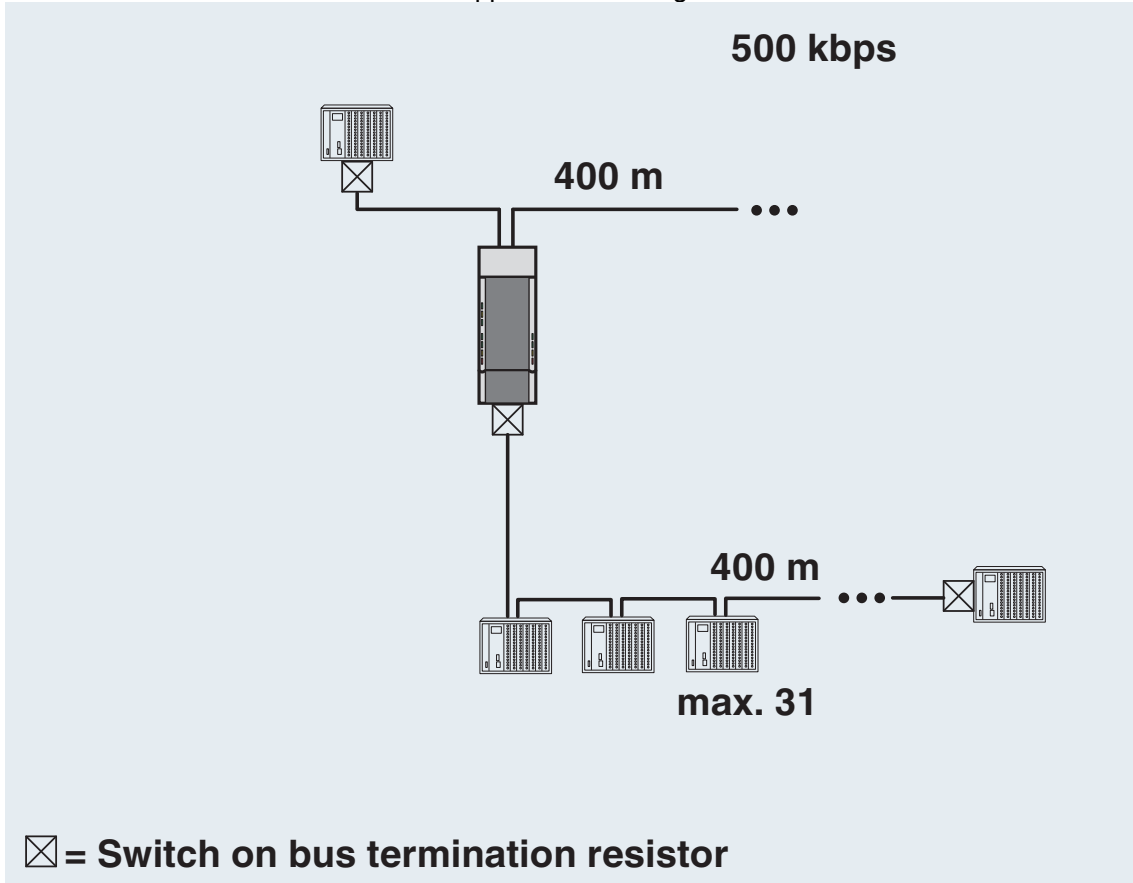 500 kbps
400 m
400 m
max. 31
= Switch on bus termination resistor